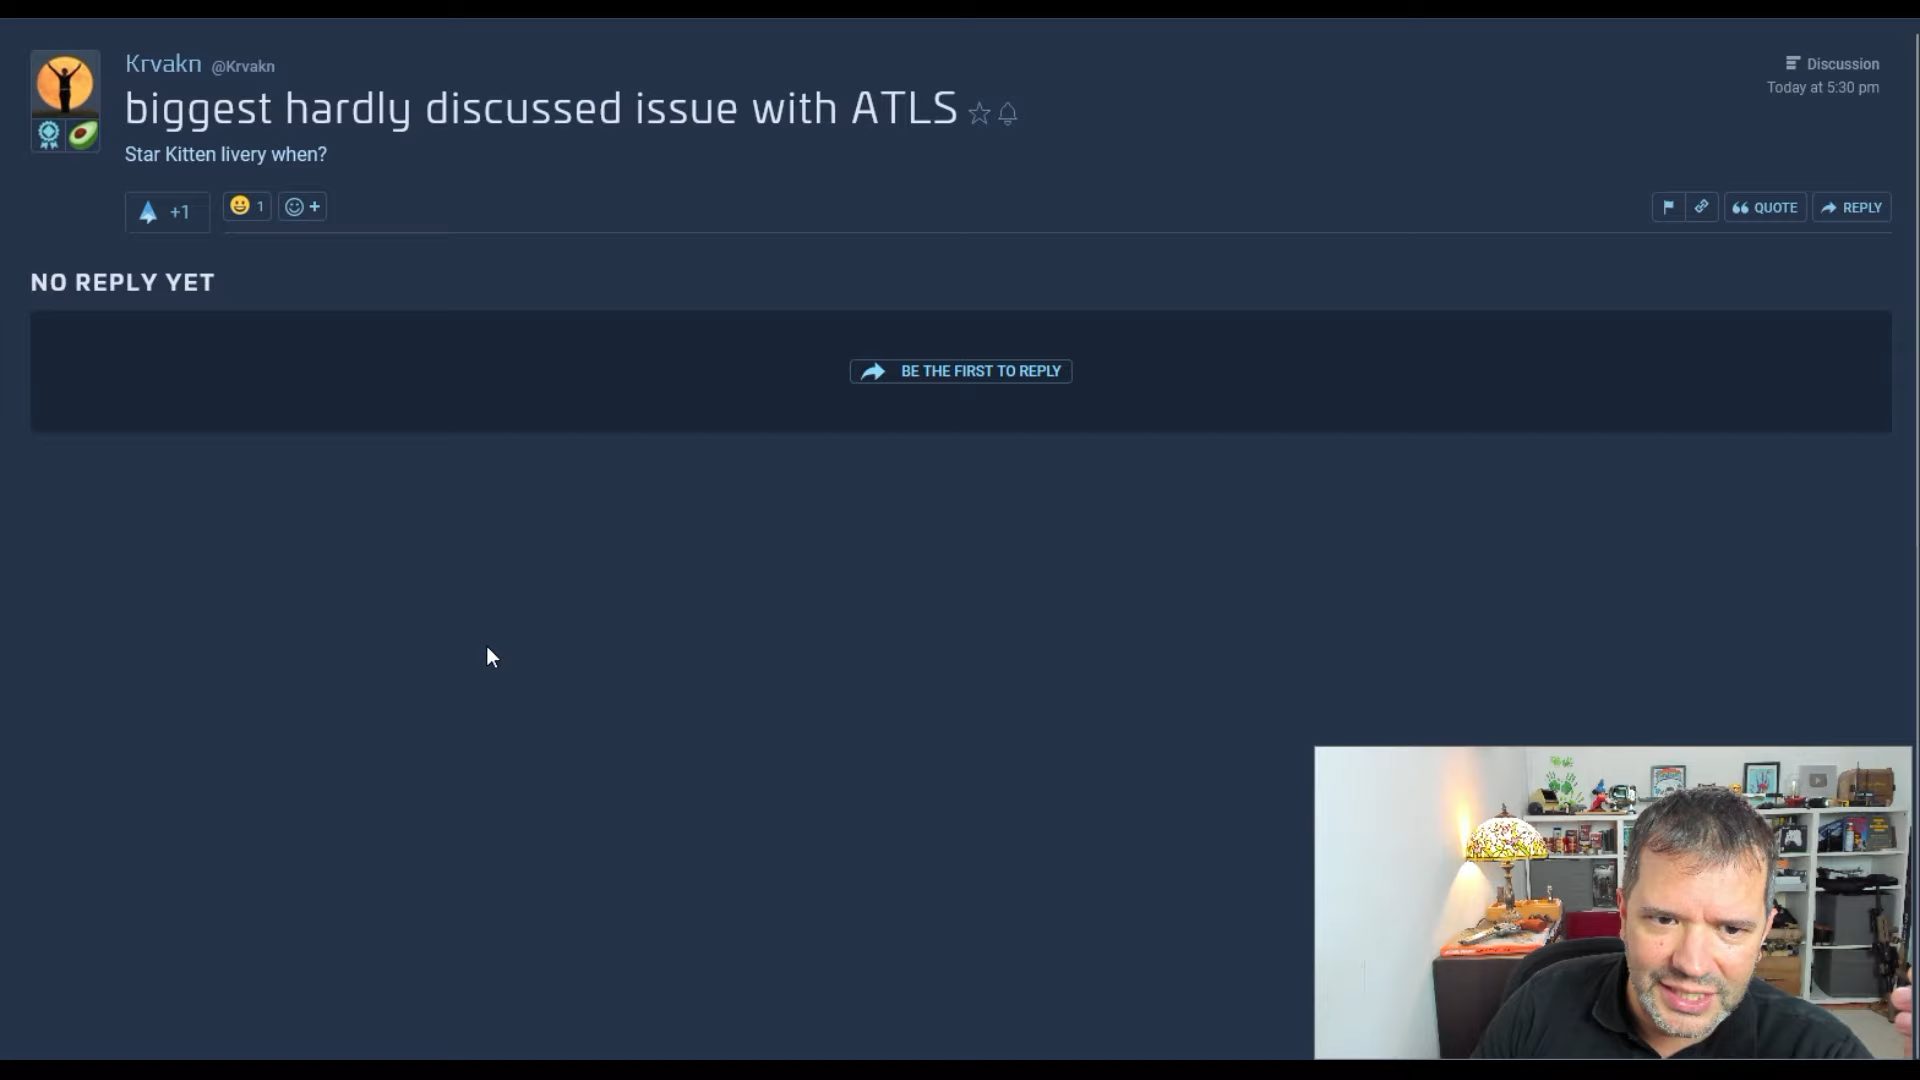 Krvakn @Krvakn
Discussion
Today at 5:30 pm
biggest hardly discussed issue with ATLS
Star Kitten livery when?
+1
1
+
QUOTE
REPLY
NO REPLY YET
BE THE FIRST TO REPLY